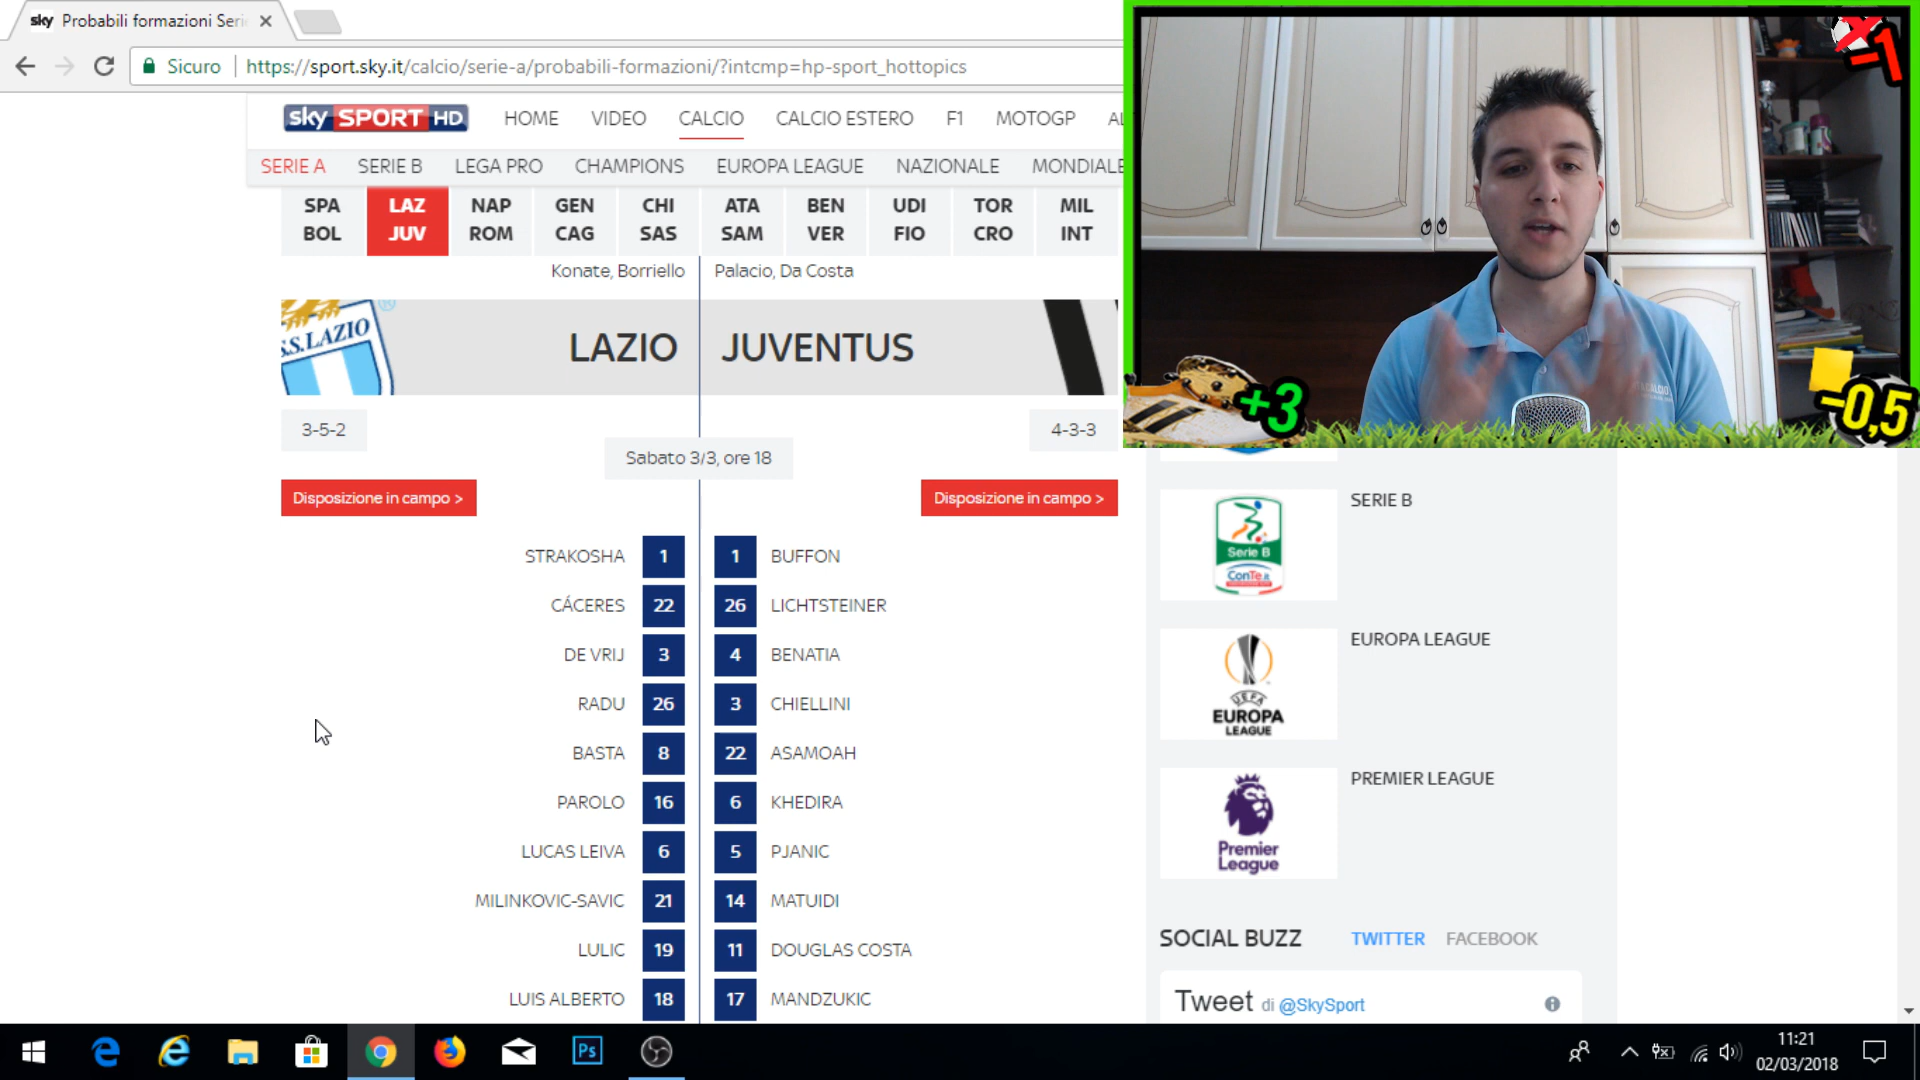 sky Probabili formazioni Seri
Sicuro https://sport.sky.it/calcio/serie-a/probabili-formazioni/?intcmp=hp-sport_hottopics
sky SPORT HD HOME VIDEO CALCIO CALCIO ESTERO F1 MOTOGP AL
SERIE A SERIE B LEGA PRO CHAMPIONS EUROPA LEAGUE NAZIONALE MONDIALE
SPA LAZ NAP GEN CHI ATA BEN UDI TOR MIL
BOL JUV ROM CAG SAS SAM VER FIO CRO INT
Konate, Borriello Palacio, Da Costa
S.S.LAZIO ®
LAZIO JUVENTUS
3-5-2 4-3-3
Sabato 3/3, ore 18
Disposizione in campo > Disposizione in campo >
STRAKOSHA 1 1 BUFFON
CÁCERES 22 26 LICHTSTEINER
DE VRIJ 3 4 BENATIA
RADU 26 3 CHIELLINI
BASTA 8 22 ASAMOAH
PAROLO 16 6 KHEDIRA
LUCAS LEIVA 6 5 PJANIC
MILINKOVIC-SAVIC 21 14 MATUIDI
LULIC 19 11 DOUGLAS COSTA
LUIS ALBERTO 18 17 MANDZUKIC
-1
+3
-0,5
SERIE B
Serie B
ConTe.it
EUROPA LEAGUE
UEFA
EUROPA
LEAGUE
PREMIER LEAGUE
Premier
League
SOCIAL BUZZ TWITTER FACEBOOK
Tweet di @SkySport
Ps
11:21
02/03/2018